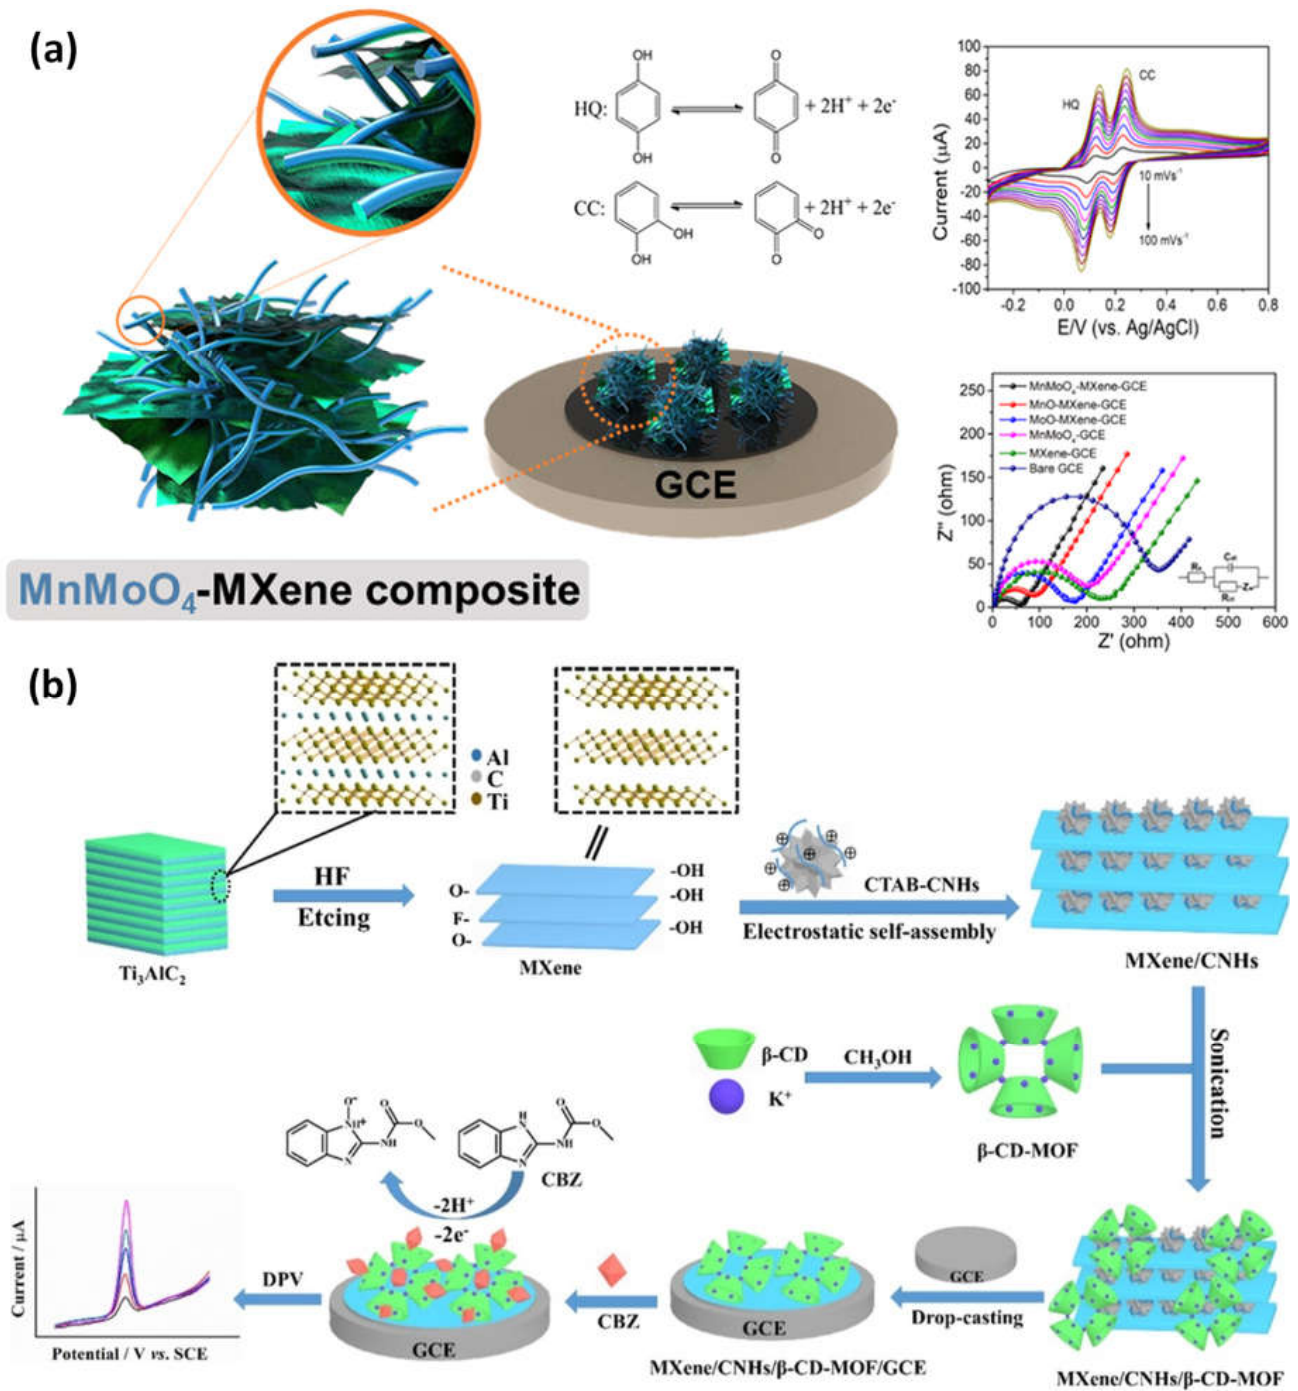 (a)
HQ:
OH
OH
O
O
+ 2H⁺ + 2e⁻
CC:
OH
OH
O
O
+ 2H⁺ + 2e⁻
GCE
MnMoO₄-MXene composite
100
80
60
40
20
0
-20
-40
-60
-80
-100
Current (μA)
HQ
CC
10 mVs⁻¹
100 mVs⁻¹
-0.2 0.0 0.2 0.4 0.6 0.8
E/V (vs. Ag/AgCl)
250
200
150
100
50
0
Z'' (ohm)
MnMoO₄-MXene-GCE
MnO-MXene-GCE
MoO-MXene-GCE
MnMoO₄-GCE
MXene-GCE
Bare GCE
0 100 200 300 400 500 600
Z' (ohm)
(b)
Al
C
Ti
Ti₃AlC₂
HF
Etcing
O-
F-
O-
-OH
-OH
-OH
MXene
CTAB-CNHs
Electrostatic self-assembly
MXene/CNHs
Sonication
β-CD
K⁺
CH₃OH
β-CD-MOF
MXene/CNHs/β-CD-MOF
GCE
Drop-casting
GCE
MXene/CNHs/β-CD-MOF/GCE
CBZ
O⁻
H⁺
N
NH
O
O
H
N
N
NH
O
O
CBZ
-2H⁺
-2e⁻
GCE
DPV
Current / μA
Potential / V vs. SCE